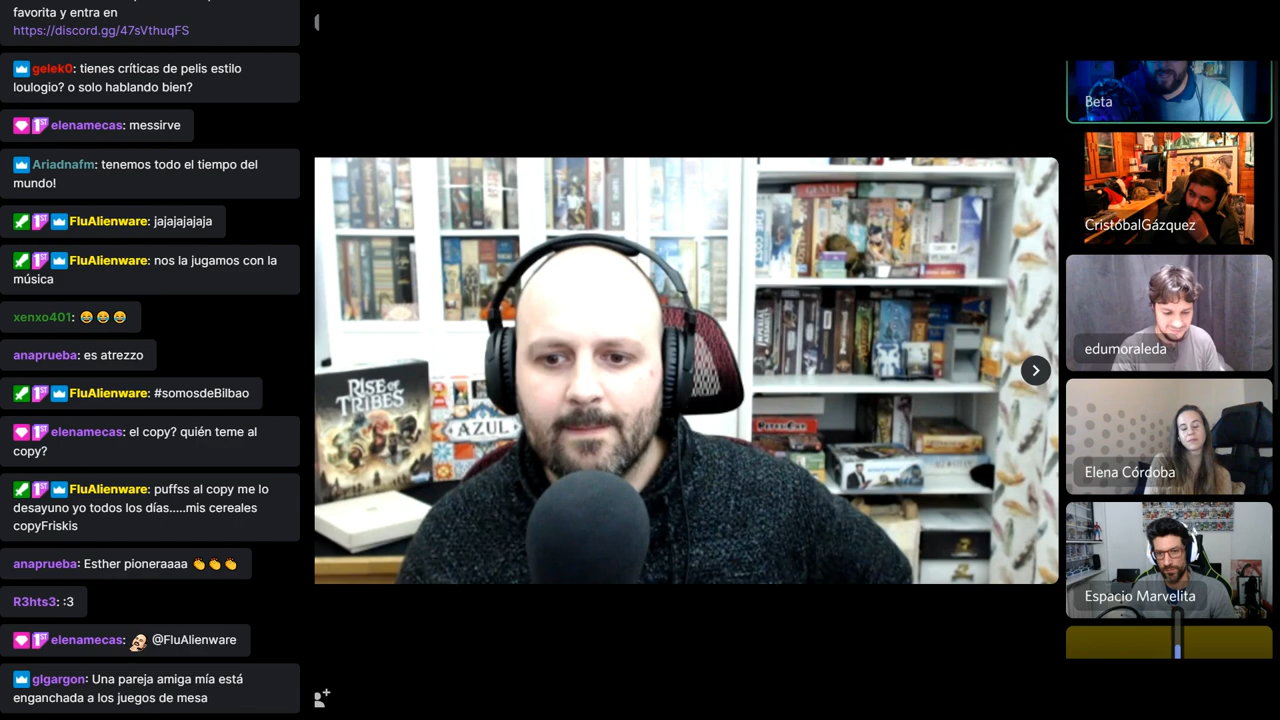 favorita y entra en
https://discord.gg/47sVthuqFS
gelek0: tienes críticas de pelis estilo
loulogio? o solo hablando bien?
elenamecas: messirve
Ariadnafm: tenemos todo el tiempo del
mundo!
FluAlienware: jajajajajaja
FluAlienware: nos la jugamos con la
música
xenxo401: 😂 😂 😂
anaprueba: es atrezzo
FluAlienware: #somosdeBilbao
elenamecas: el copy? quién teme al
copy?
FluAlienware: puffss al copy me lo
desayuno yo todos los días.....mis cereales
copyFriskis
anaprueba: Esther pioneraaaa 👏 👏 👏
R3hts3: :3
elenamecas: @FluAlienware
glgargon: Una pareja amiga mía está
enganchada a los juegos de mesa
RISE OF
TRIBES
AZUL
Beta
CristóbalGázquez
edumoraleda
Elena Córdoba
Espacio Marvelita